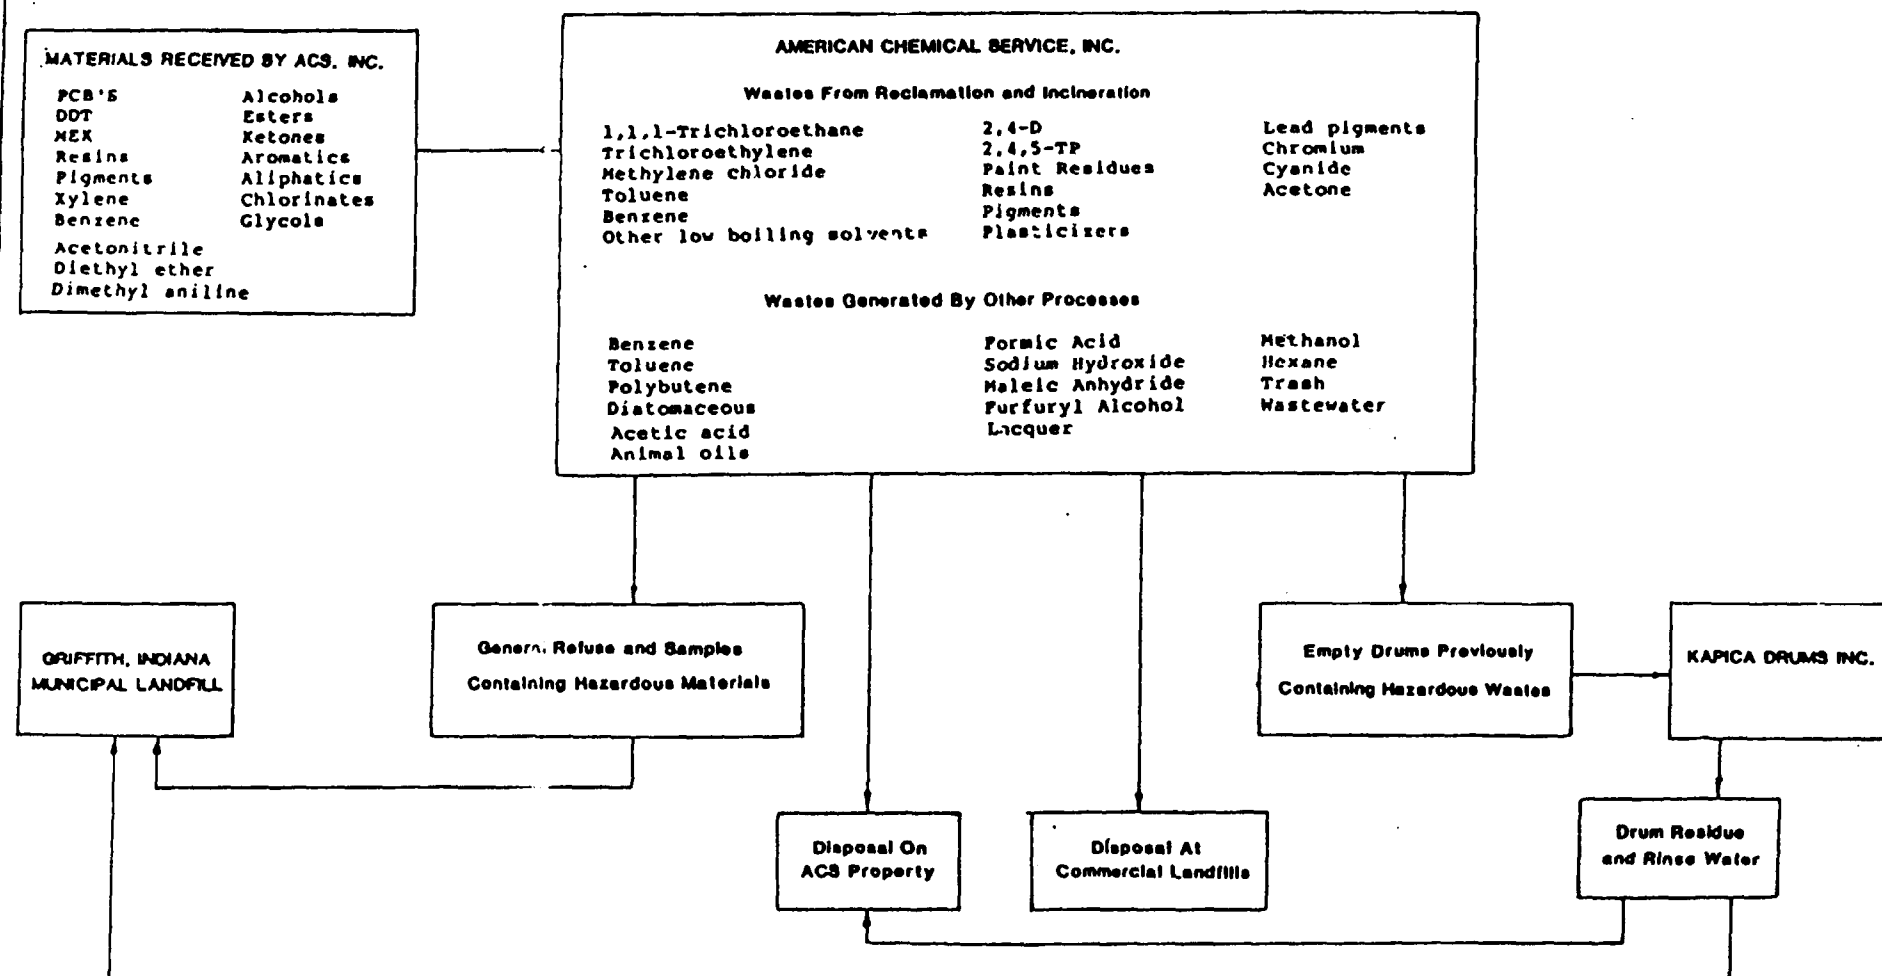 MATERIALS RECEIVED BY ACS, INC.
PCB'S Alcohols
DDT Esters
MEK Ketones
Resins Aromatics
Pigments Aliphatics
Xylene Chlorinates
Benzene Glycols
Acetonitrile
Diethyl ether
Dimethyl aniline
AMERICAN CHEMICAL SERVICE, INC.
Wastes From Reclamation and Incineration
1,1,1-Trichloroethane 2,4-D Lead pigments
Trichloroethylene 2,4,5-TP Chromium
Methylene chloride Paint Residues Cyanide
Toluene Resins Acetone
Benzene Pigments
Other low boiling solvents Plasticizers
Wastes Generated By Other Processes
Benzene Formic Acid Methanol
Toluene Sodium Hydroxide Hexane
Polybutene Maleic Anhydride Trash
Diatomaceous Furfuryl Alcohol Wastewater
Acetic acid Lacquer
Animal oils
GRIFFITH, INDIANA
MUNICIPAL LANDFILL
General Refuse and Samples
Containing Hazardous Materials
Empty Drums Previously
Containing Hazardous Wastes
KAPICA DRUMS INC.
Disposal On
ACS Property
Disposal At
Commercial Landfills
Drum Residue
and Rinse Water